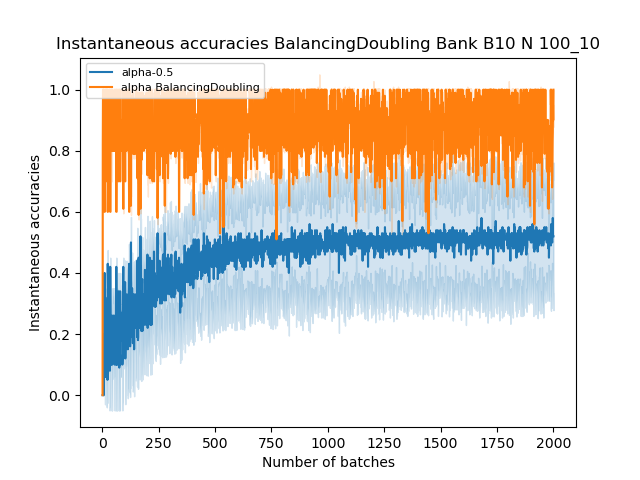 Instantaneous accuracies BalancingDoubling Bank B10 N 100_10
alpha-0.5
alpha BalancingDoubling
1.0
0.8
0.6
0.4
0.2
0.0
Instantaneous accuracies
0 250 500 750 1000 1250 1500 1750 2000
Number of batches